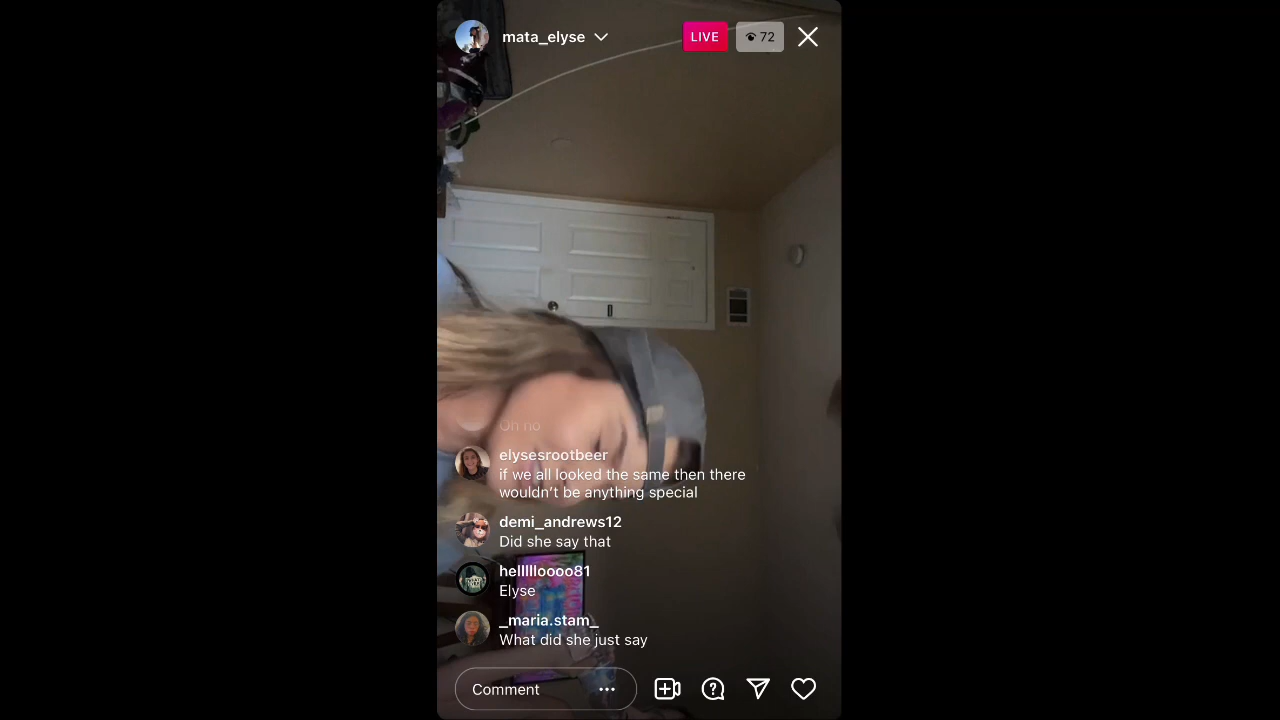 mata_elyse
LIVE
72
Oh no
elysesrootbeer
if we all looked the same then there
wouldn't be anything special
demi_andrews12
Did she say that
hellllloooo81
Elyse
_maria.stam_
What did she just say
Comment